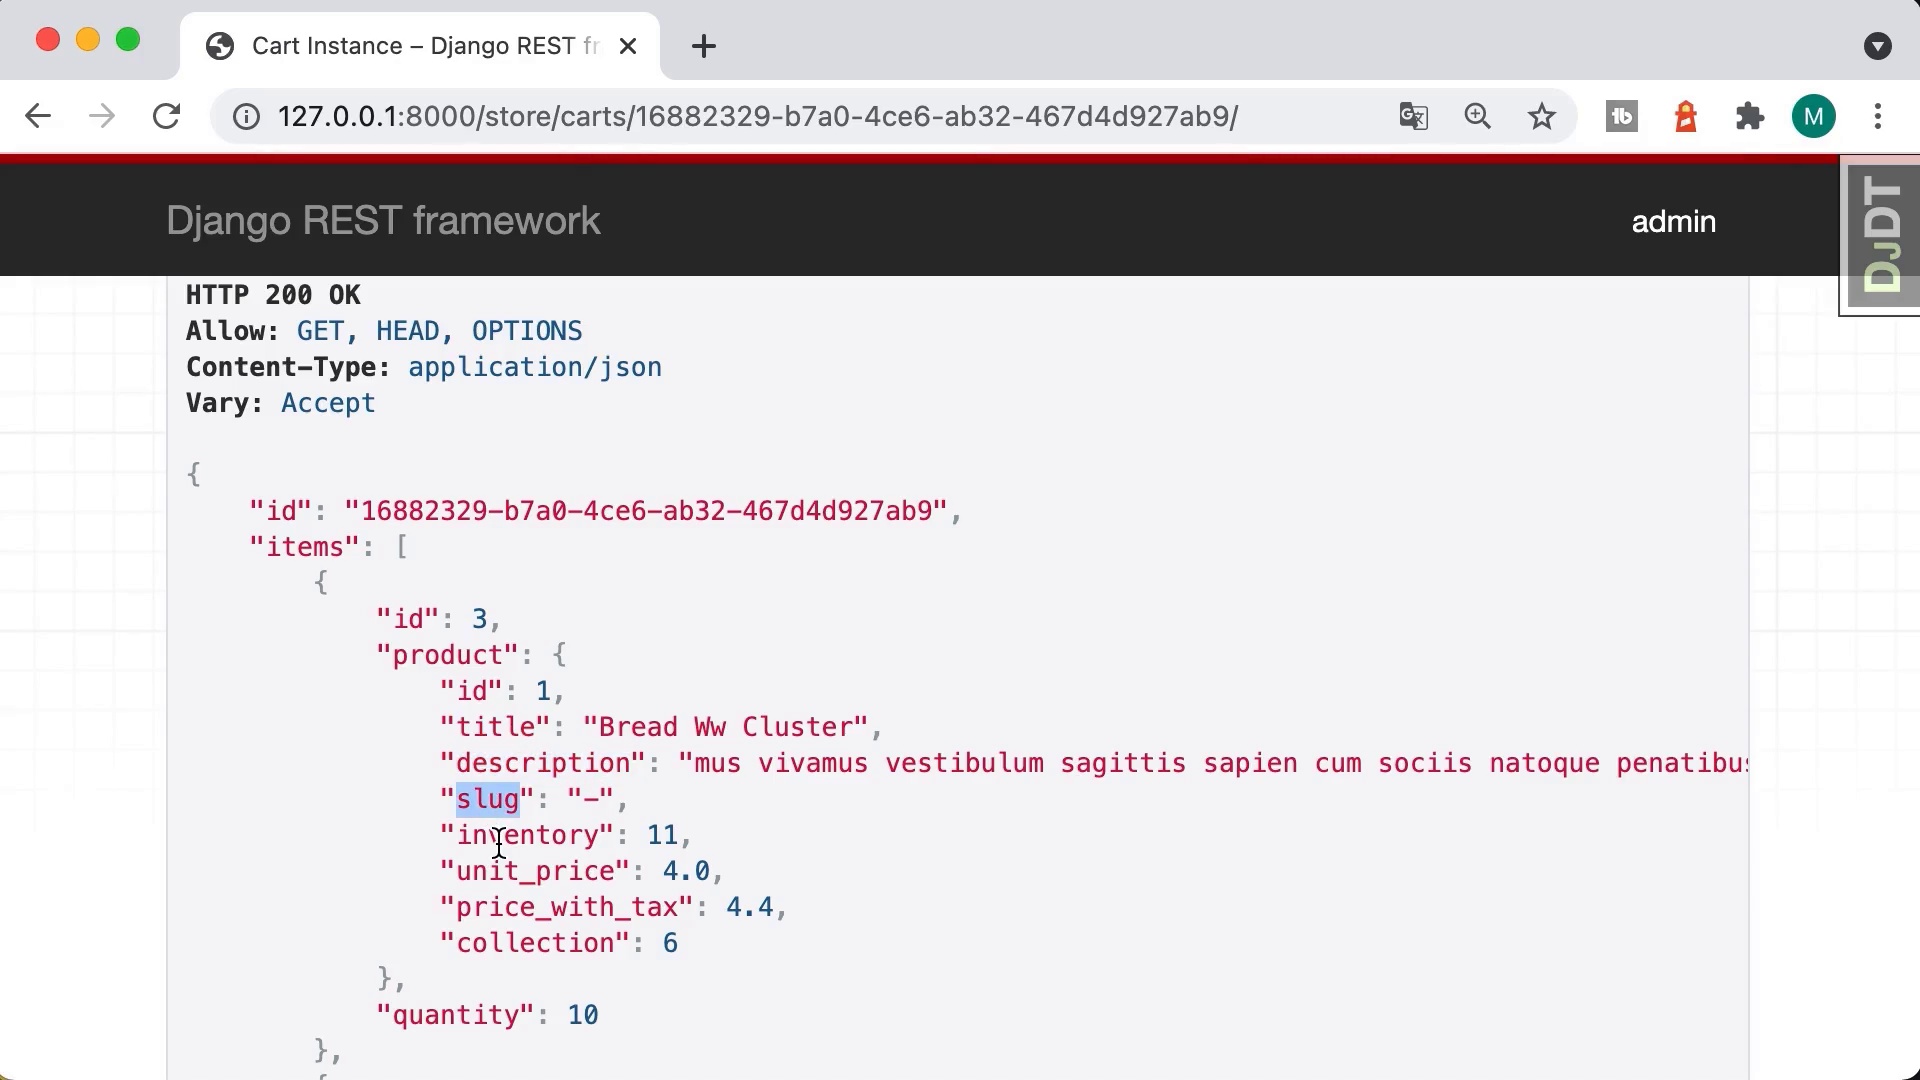 Cart Instance – Django REST fr
127.0.0.1:8000/store/carts/16882329-b7a0-4ce6-ab32-467d4d927ab9/
tb
M
Django REST framework
admin
DJDT
HTTP 200 OK
Allow: GET, HEAD, OPTIONS
Content-Type: application/json
Vary: Accept
{
"id": "16882329-b7a0-4ce6-ab32-467d4d927ab9",
"items": [
{
"id": 3,
"product": {
"id": 1,
"title": "Bread Ww Cluster",
"description": "mus vivamus vestibulum sagittis sapien cum sociis natoque penatibus
"slug": "-",
"inventory": 11,
"unit_price": 4.0,
"price_with_tax": 4.4,
"collection": 6
},
"quantity": 10
},
{